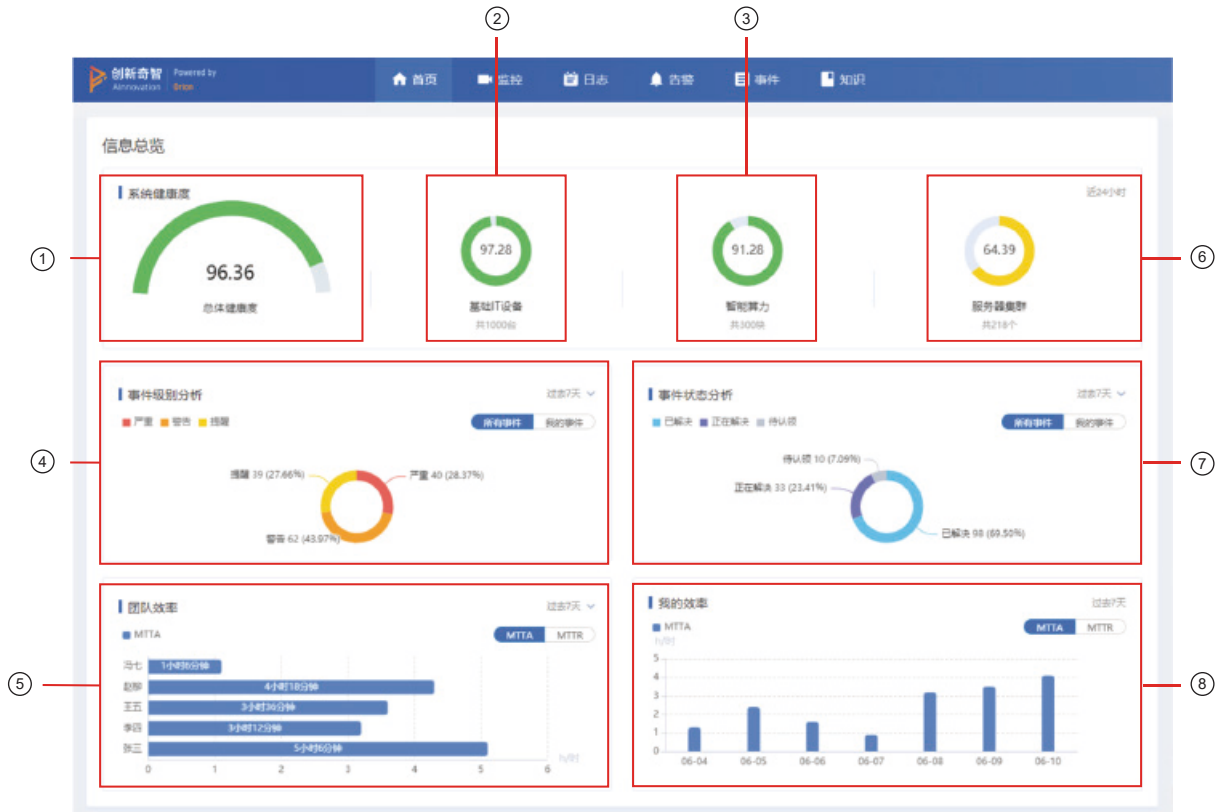 ② ③
创新奇智 Powered by
AInnovation Orion
首页 监控 日志 告警 事件 知识
信息总览
系统健康度 近24小时
① 96.36 97.28 91.28 64.39 ⑥
总体健康度 基础IT设备 智能算力 服务器集群
共1000台 共300块 共218个
事件级别分析 过去7天
严重 警告 提醒 所有事件 我的事件
④ 提醒 39 (27.66%) 严重 40 (28.37%)
警告 62 (43.97%)
事件状态分析 过去7天
已解决 正在解决 待认领 所有事件 我的事件
待认领 10 (7.09%) ⑦
正在解决 33 (23.41%)
已解决 98 (69.50%)
团队效率 过去7天
MTTA MTTA MTTR
冯七 1小时6分钟
⑤ 赵柳 4小时18分钟
王五 3小时36分钟
李四 3小时12分钟
张三 5小时6分钟
h/时
0 1 2 3 4 5 6
我的效率 过去7天
MTTA MTTA MTTR
h/时
5
4
3 ⑧
2
1
0
06-04 06-05 06-06 06-07 06-08 06-09 06-10